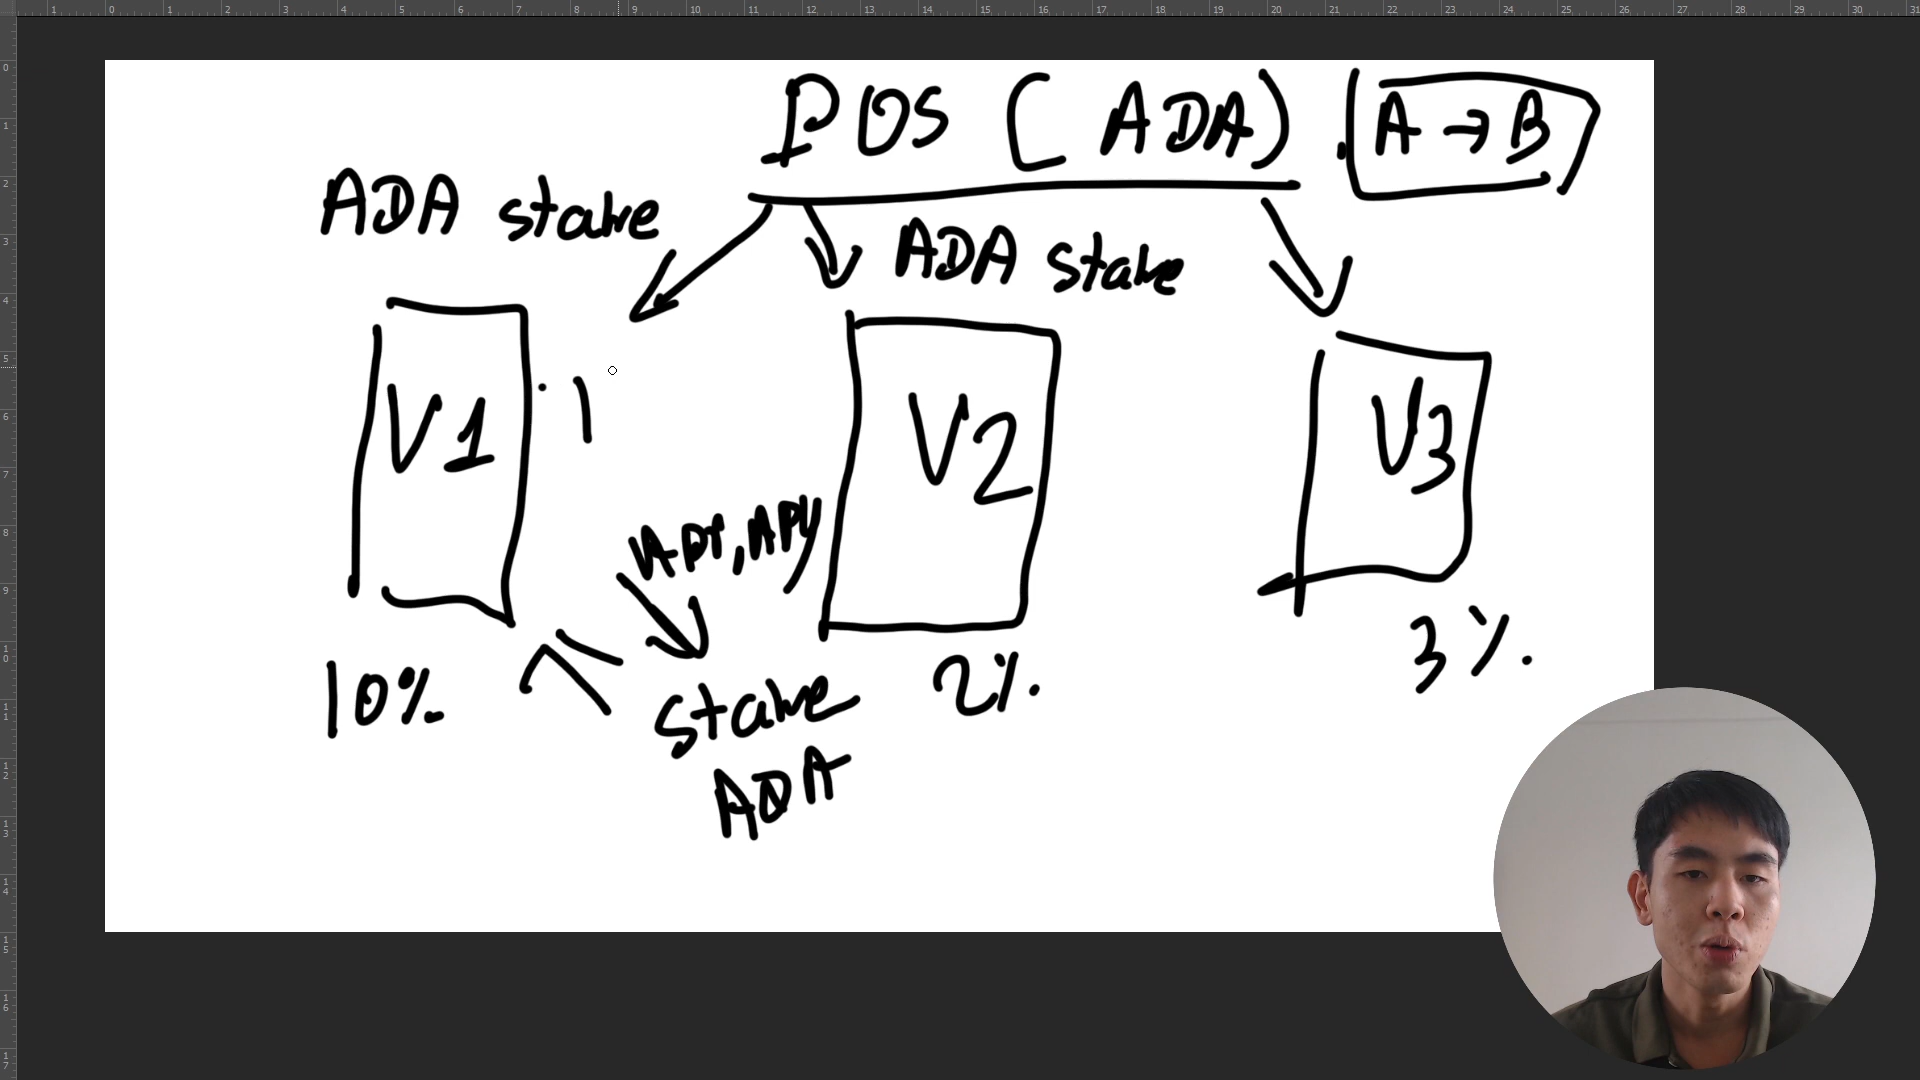 POS (ADA) . A → B
ADA stake
ADA stake
V1
V2
V3
, APY
10%
2%.
3%.
stake
ADA